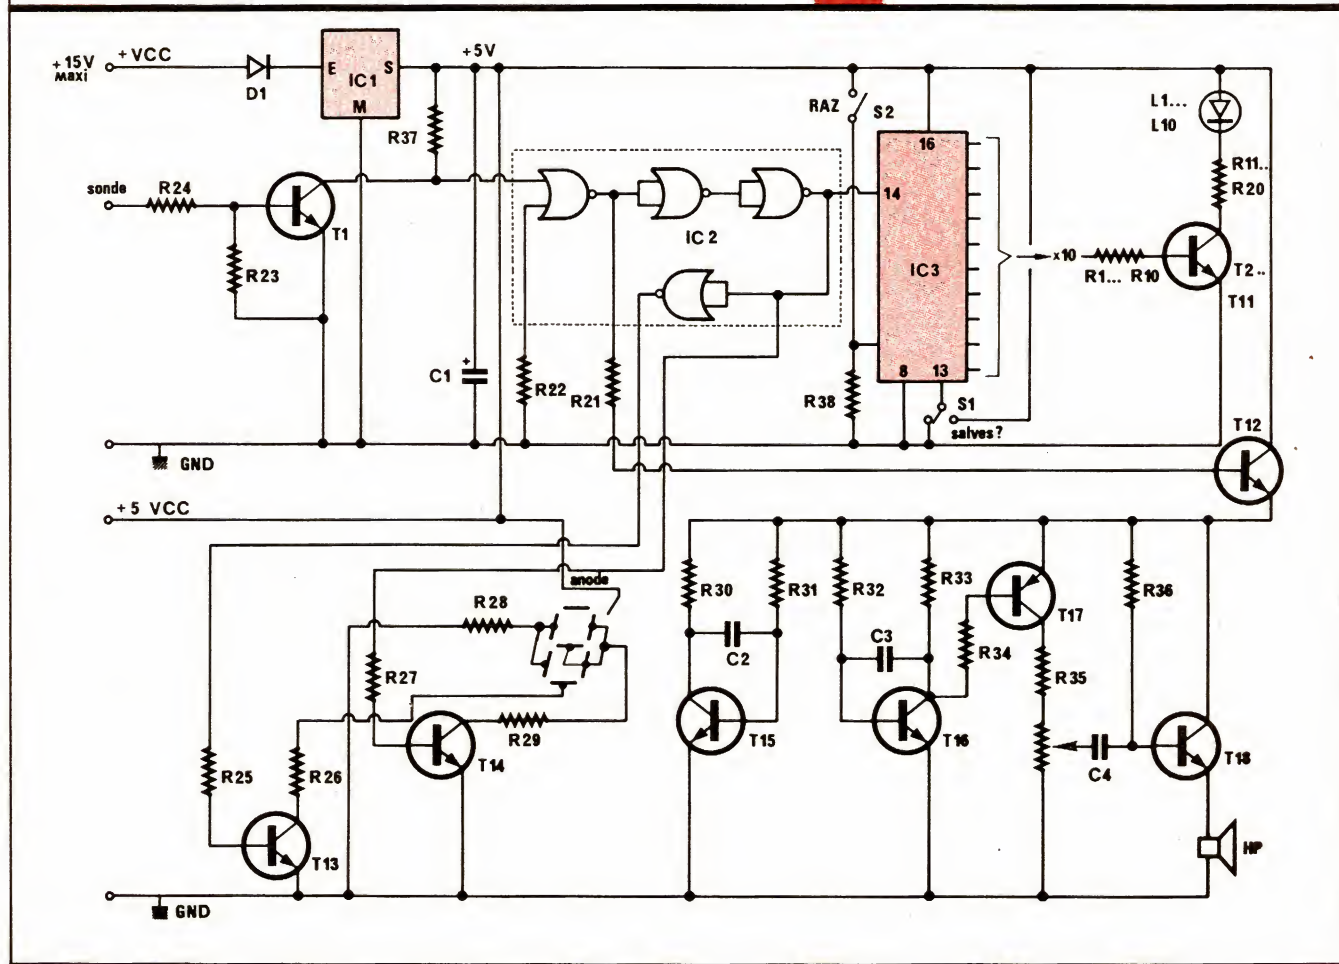 +15V
maxi
+VCC
D1
E
S
IC1
M
+5V
R37
RAZ
S2
16
L1...
L10
R11..
R20
sonde
R24
T1
R23
IC2
14
IC3
x10
R1... R10
T2..
T11
C1
+
R22
R21
R38
8
13
S1
salves?
T12
GND
+5 VCC
anode
R30
R31
R32
R33
R36
R28
C2
C3
R34
T17
R27
R35
R29
T15
T16
C4
T18
R25
R26
T14
T13
HP
GND